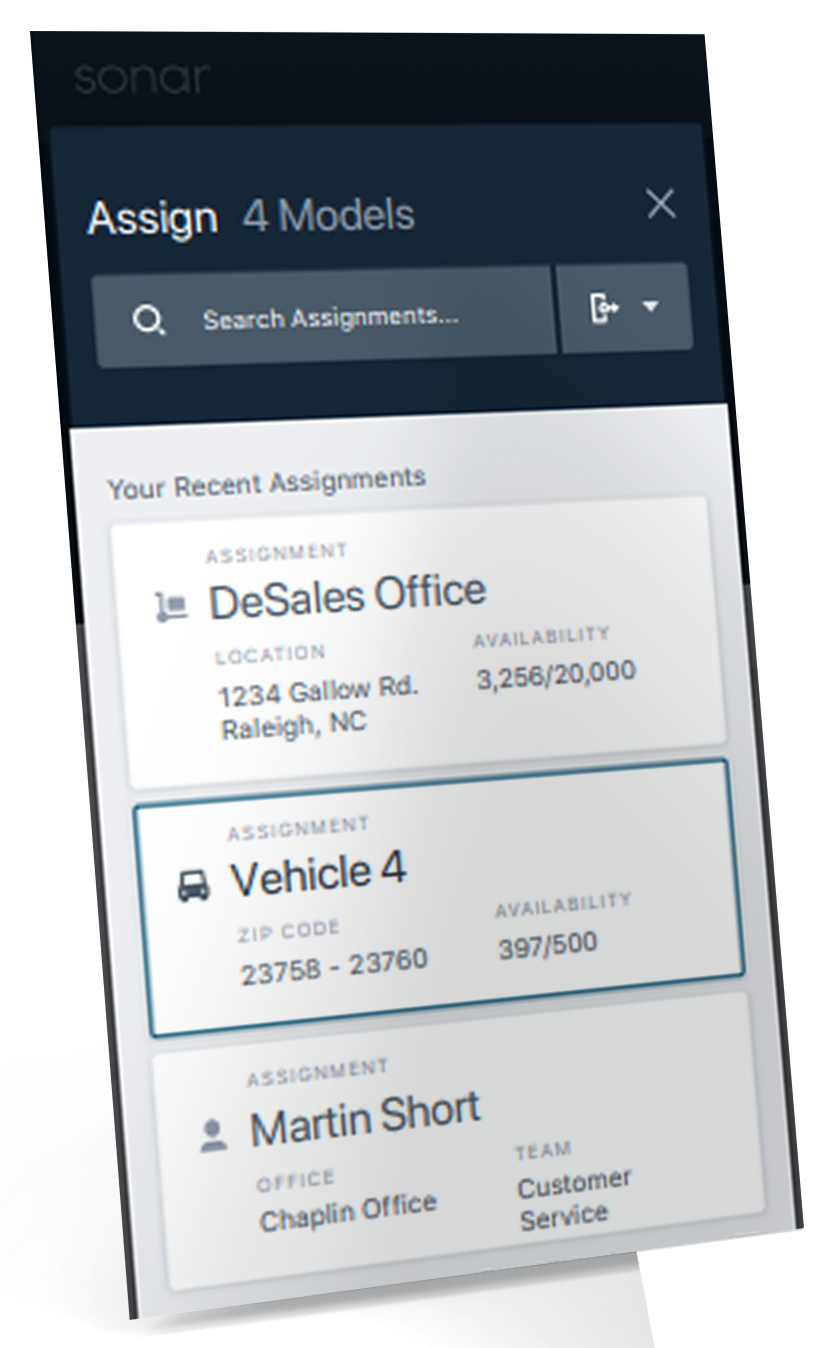 sonar
Assign 4 Models
Search Assignments...
Your Recent Assignments
ASSIGNMENT
DeSales Office
LOCATION
1234 Gallow Rd.
Raleigh, NC
AVAILABILITY
3,256/20,000
ASSIGNMENT
Vehicle 4
ZIP CODE
23758 - 23760
AVAILABILITY
397/500
ASSIGNMENT
Martin Short
OFFICE
Chaplin Office
TEAM
Customer
Service